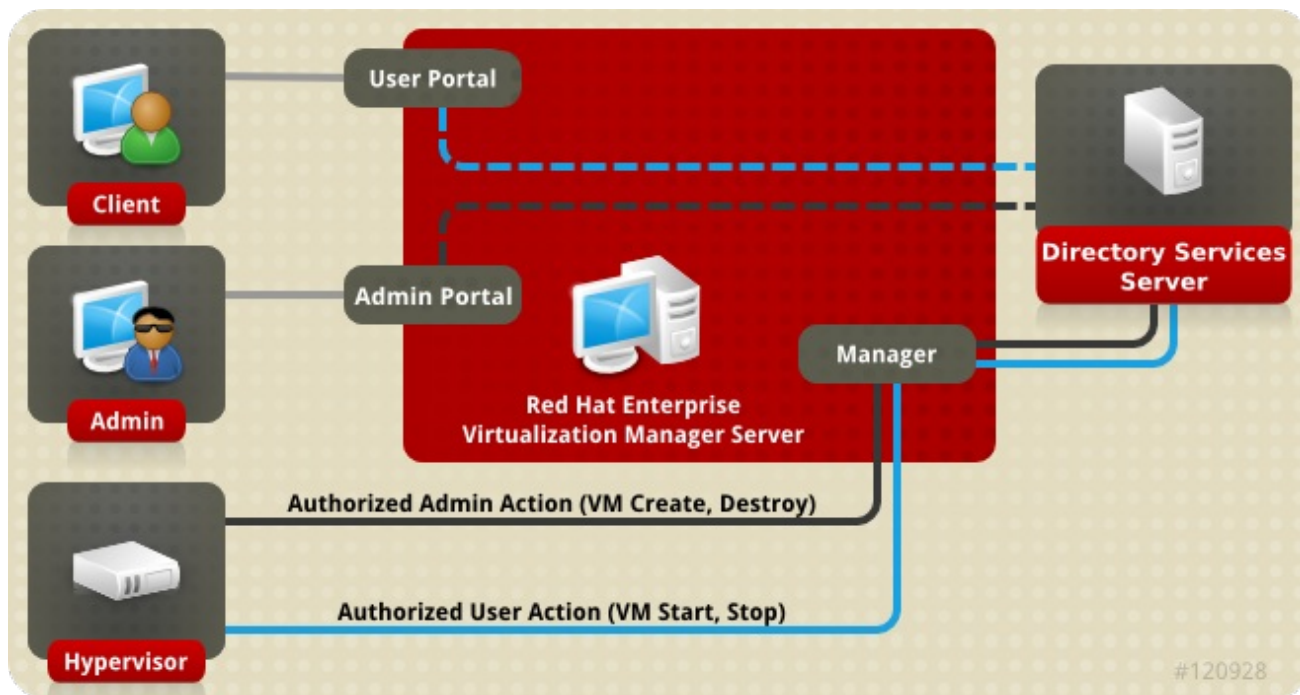 User Portal
Client
Directory Services
Server
Admin Portal
Manager
Red Hat Enterprise
Virtualization Manager Server
Admin
Authorized Admin Action (VM Create, Destroy)
Authorized User Action (VM Start, Stop)
Hypervisor
#120928